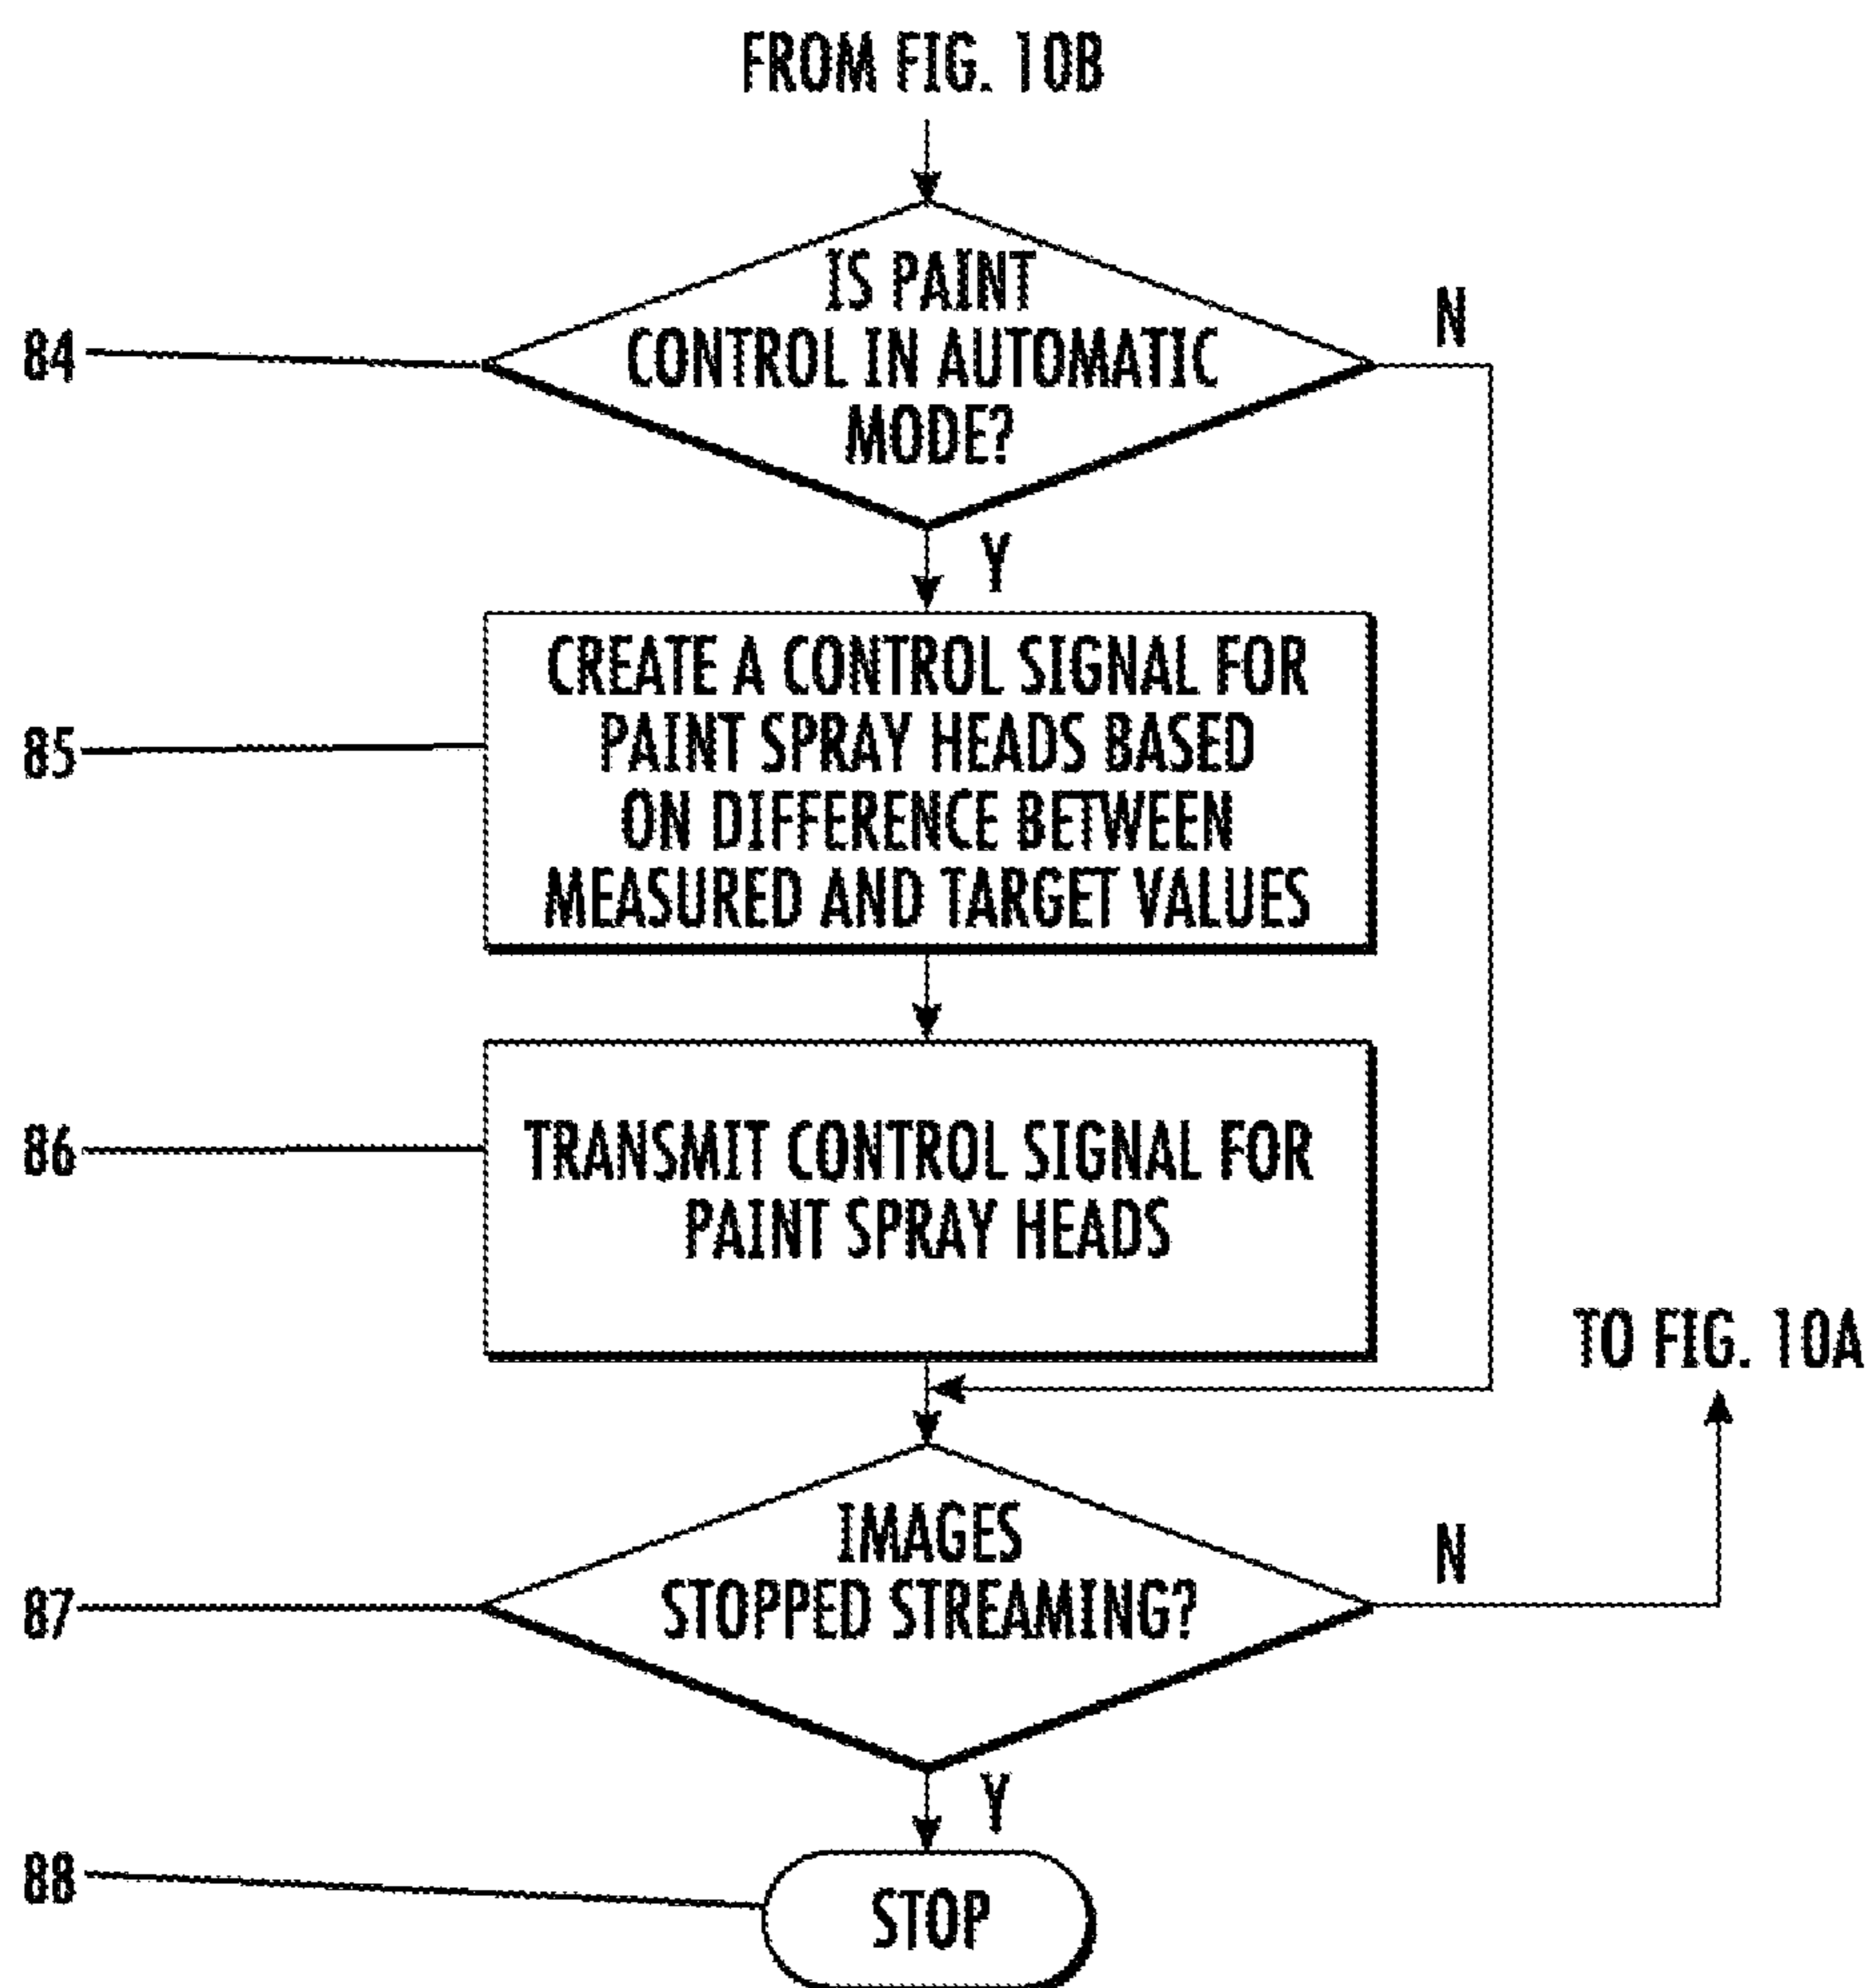 FROM FIG. 10B
IS PAINT
CONTROL IN AUTOMATIC
MODE?
N
84
Y
CREATE A CONTROL SIGNAL FOR
PAINT SPRAY HEADS BASED
ON DIFFERENCE BETWEEN
MEASURED AND TARGET VALUES
85
TRANSMIT CONTROL SIGNAL FOR
PAINT SPRAY HEADS
86
TO FIG. 10A
IMAGES
STOPPED STREAMING?
N
87
Y
88
STOP